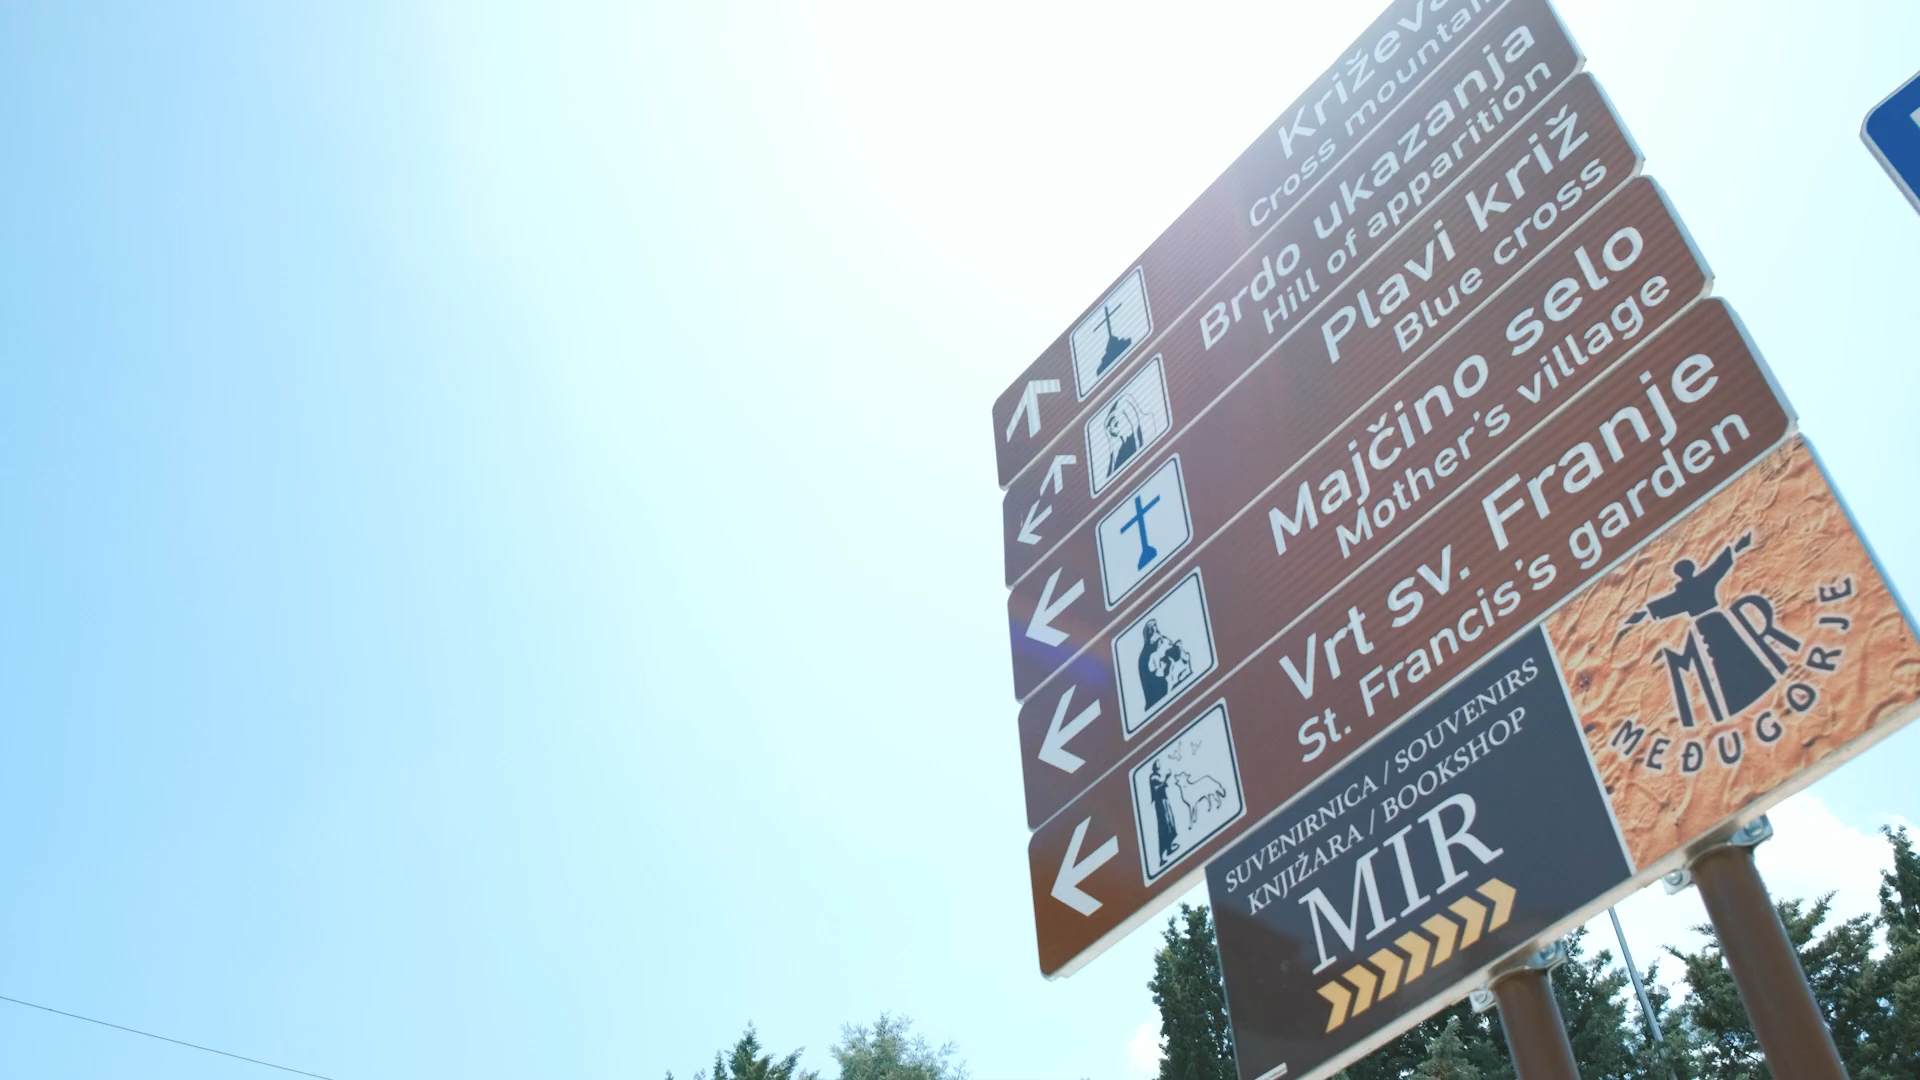 Cross mountain
Brdo ukazanja
Hill of apparition
Plavi križ
Blue cross
Majčino selo
Mother's village
Vrt sv. Franje
St. Francis's garden
SUVENIRNICA / SOUVENIRS
KNJIŽARA / BOOKSHOP
MIR
MIR
MEĐUGORJE